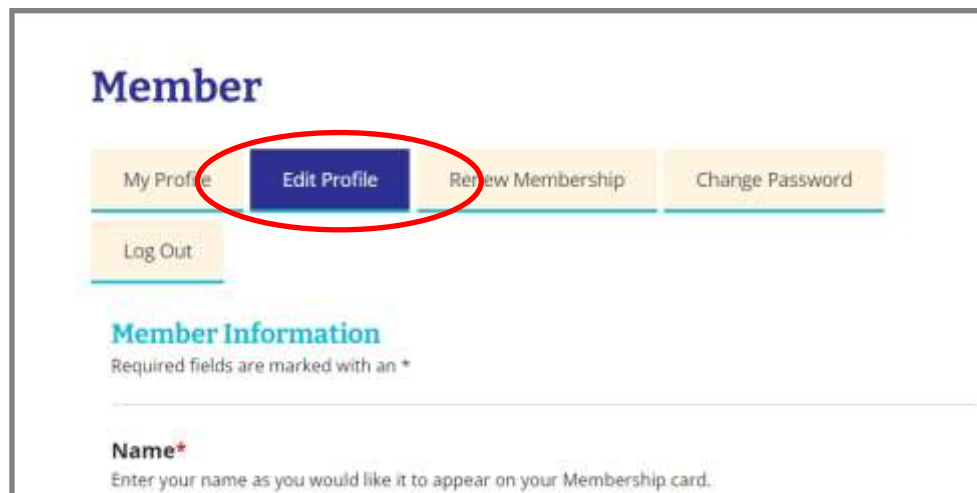 Member
My Profile Edit Profile Renew Membership Change Password
Log Out
Member Information
Required fields are marked with an *
Name*
Enter your name as you would like it to appear on your Membership card.